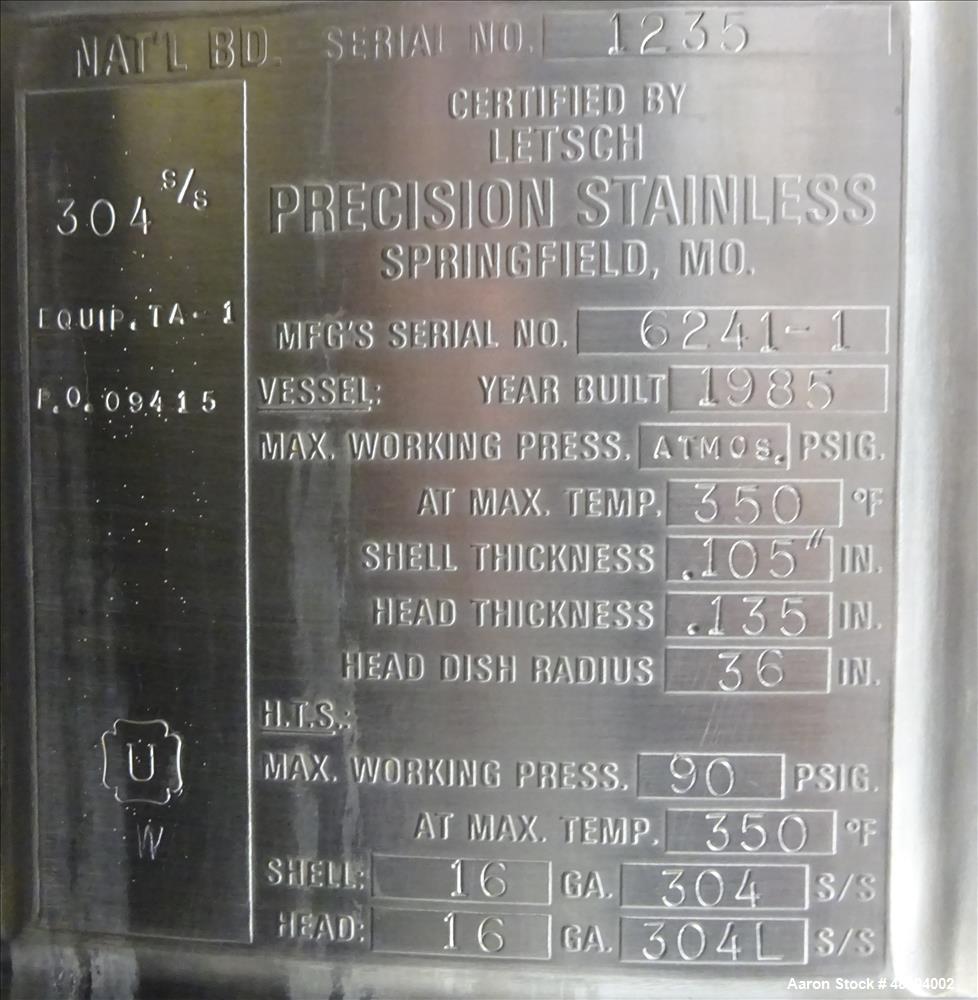 NAT'L BD. SERIAL NO. 1235
CERTIFIED BY
LETSCH
PRECISION STAINLESS
SPRINGFIELD, MO.
304 S/S
EQUIP. TA-1
P.O. 09415
U
W
MFG'S SERIAL NO. 6241-1
VESSEL: YEAR BUILT 1985
MAX. WORKING PRESS. ATMOS. PSIG.
AT MAX. TEMP. 350 °F
SHELL THICKNESS .105" IN.
HEAD THICKNESS .135 IN.
HEAD DISH RADIUS 36 IN.
H.T.S.:
MAX. WORKING PRESS. 90 PSIG.
AT MAX. TEMP. 350 °F
SHELL: 16 GA. 304 S/S
HEAD: 16 GA. 304L S/S
Aaron Stock #